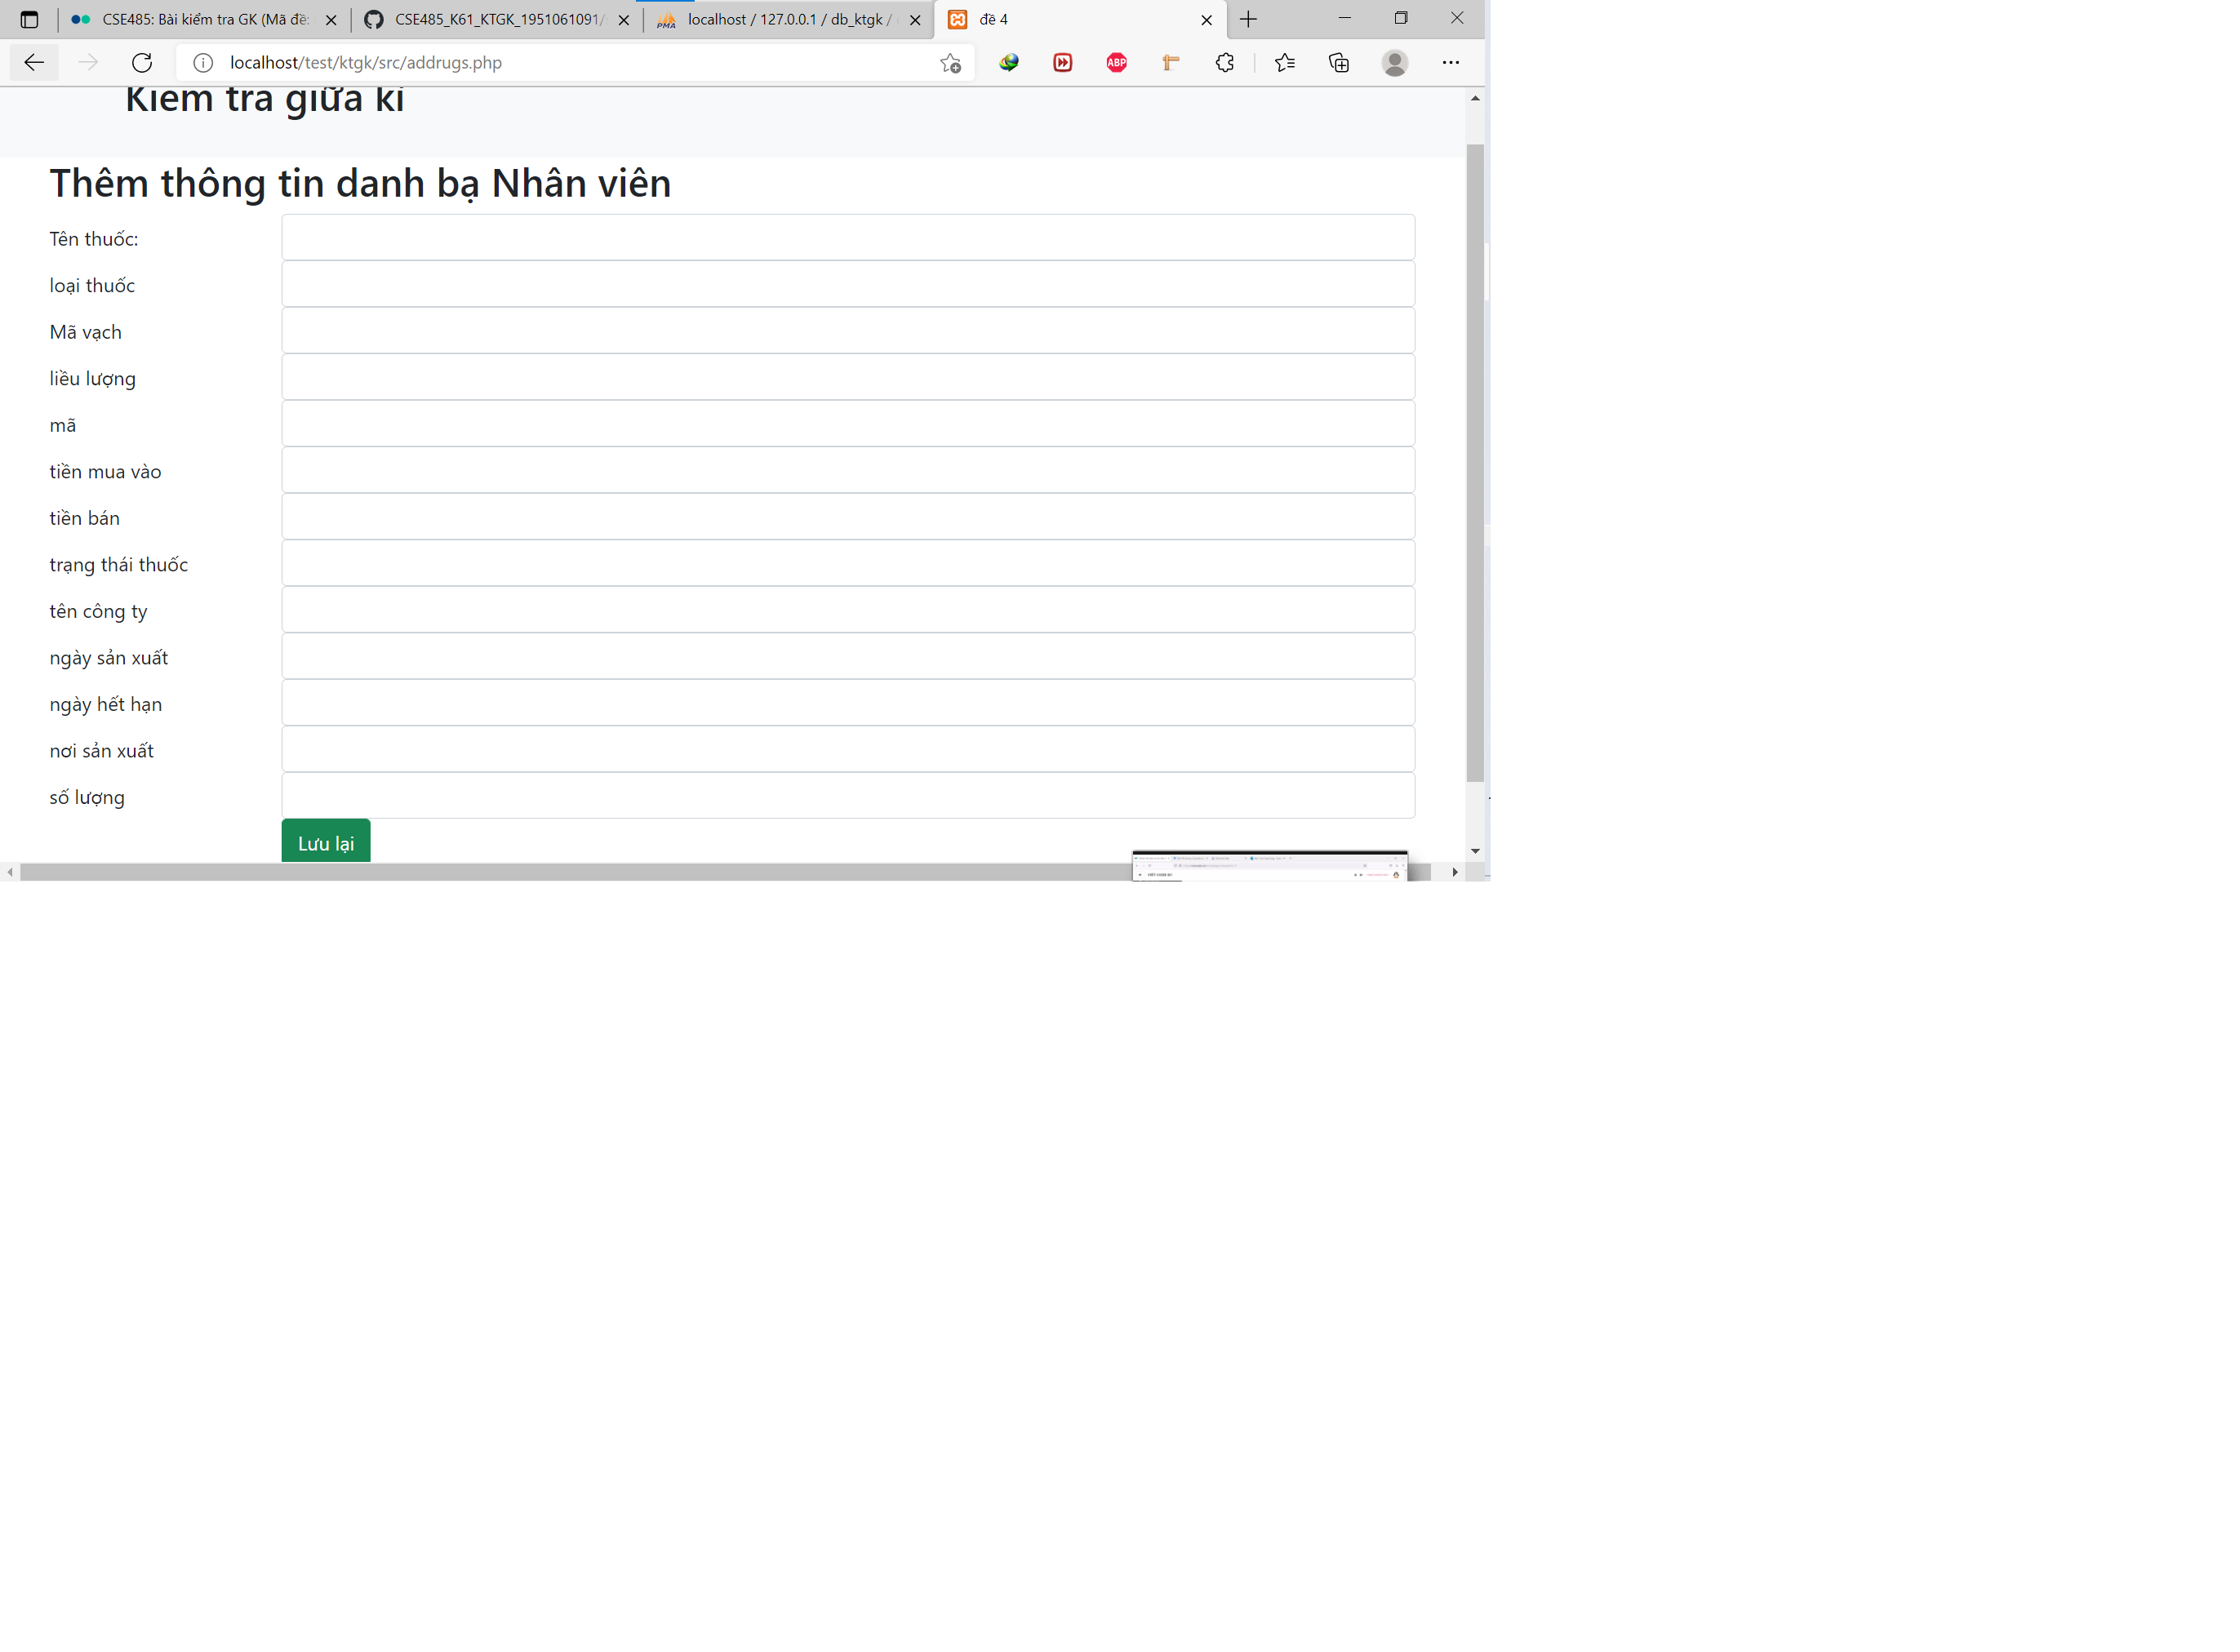 CSE485: Bài kiểm tra GK (Mã đề:
CSE485_K61_KTGK_1951061091/
PMA
localhost / 127.0.0.1 / db_ktgk /
đề 4
localhost/test/ktgk/src/addrugs.php
ABP
Kiểm tra giữa kì
Thêm thông tin danh bạ Nhân viên
Tên thuốc:
loại thuốc
Mã vạch
liều lượng
mã
tiền mua vào
tiền bán
trạng thái thuốc
tên công ty
ngày sản xuất
ngày hết hạn
nơi sản xuất
số lượng
Lưu lại